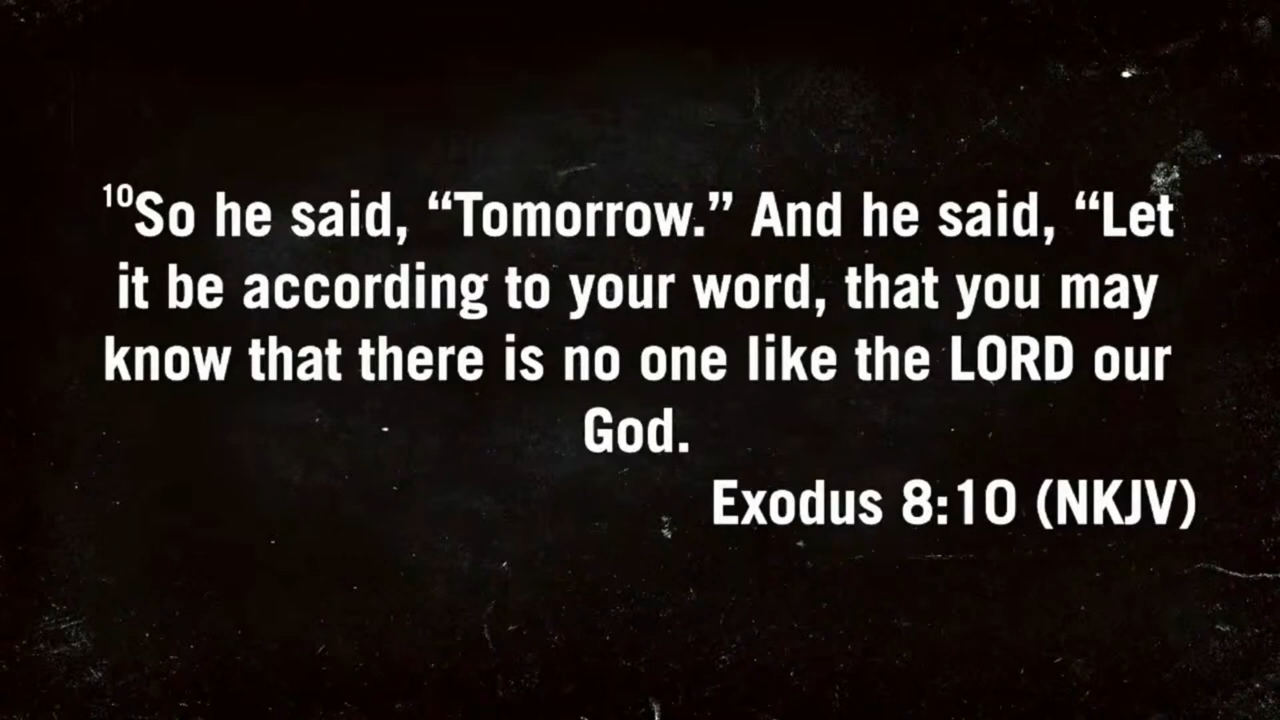 ¹⁰So he said, “Tomorrow.” And he said, “Let
it be according to your word, that you may
know that there is no one like the LORD our
God.
Exodus 8:10 (NKJV)